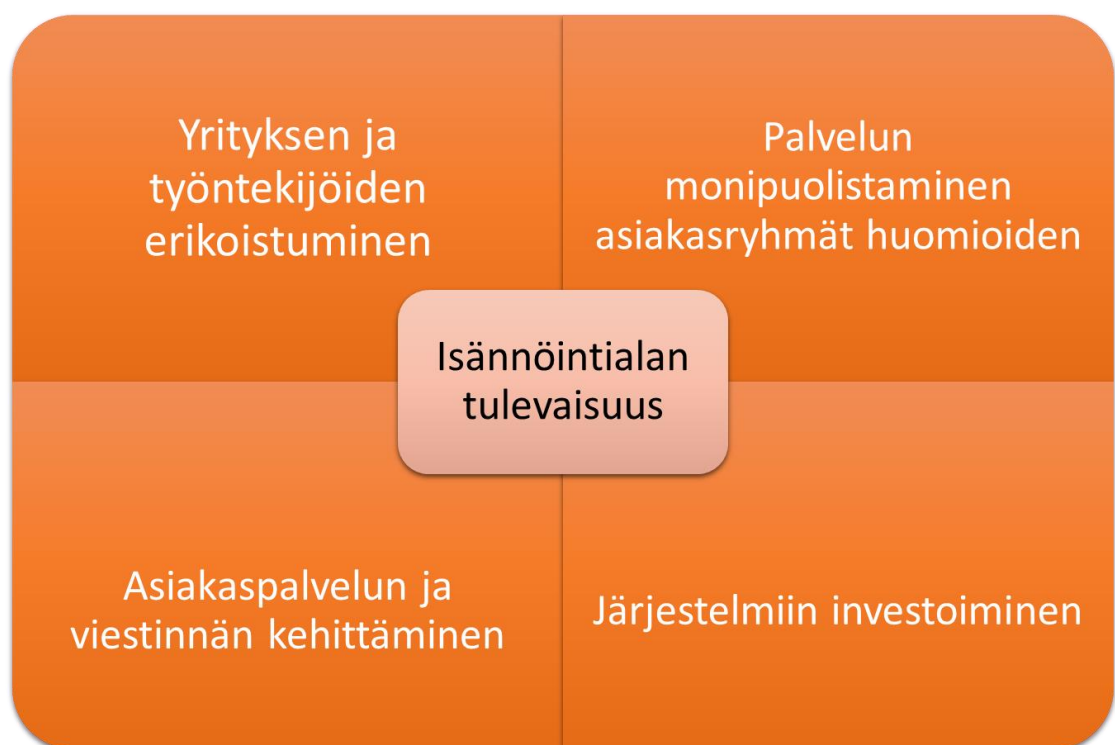 Yrityksen ja
työntekijöiden
erikoistuminen
Palvelun
monipuolistaminen
asiakasryhmät huomioiden
Isännöintialan
tulevaisuus
Asiakaspalvelun ja
viestinnän kehittäminen
Järjestelmiin investoiminen